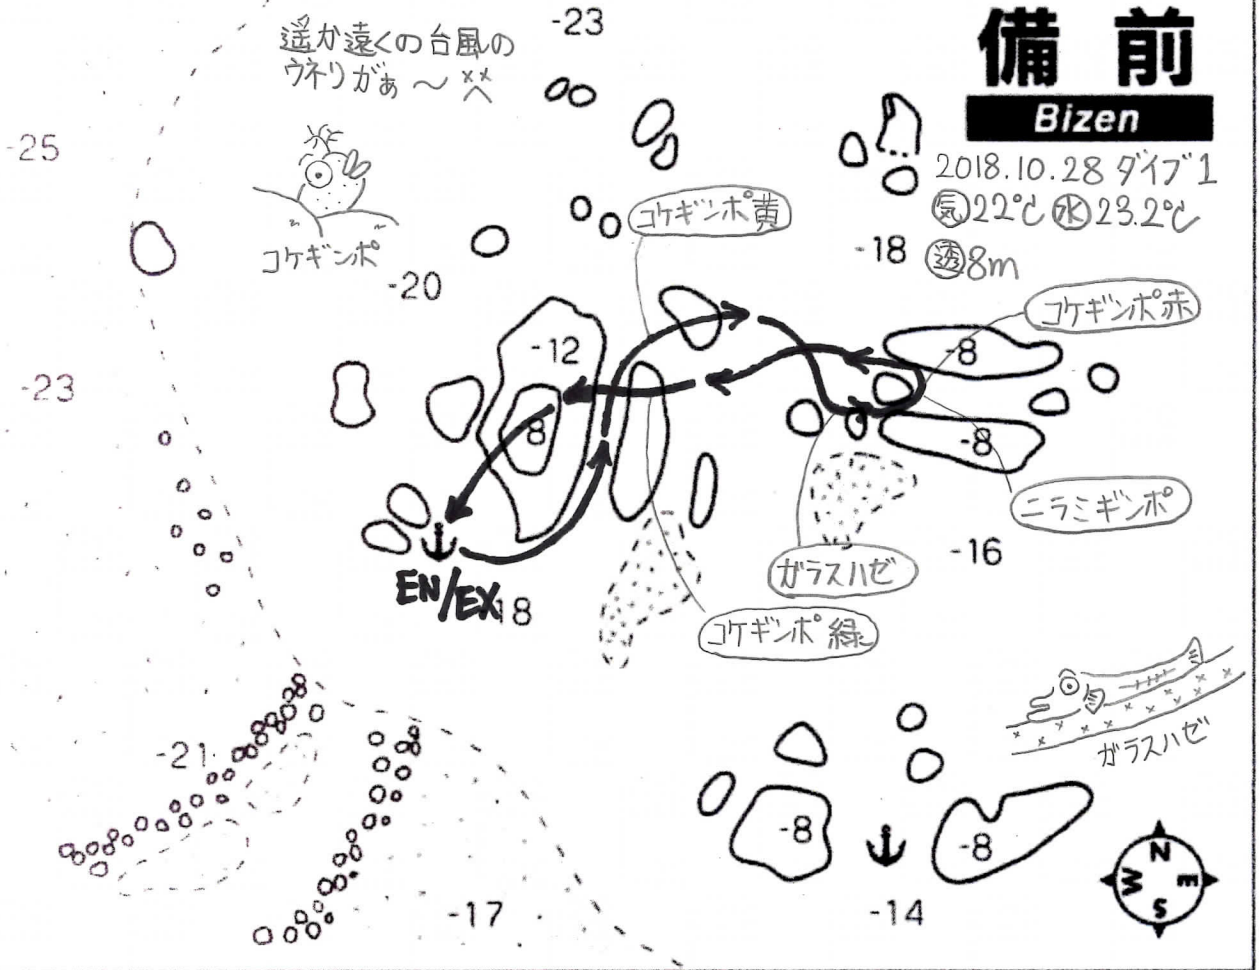 備前
Bizen
2018.10.28 ダイブ1
気22℃ 水23.2℃
透8m
遥か遠くの台風の
ウネリがぁ〜 ××
へ
コケギンポ
-23
-25
-20
-18
コケギンポ黄
コケギンポ赤
-12
-8
-23
8
-8
ニラミギンポ
-16
ガラスハゼ
EN/EX
18
コケギンポ緑
ガラスハゼ
-21
-8
-8
-17
-14
N
W
E
S